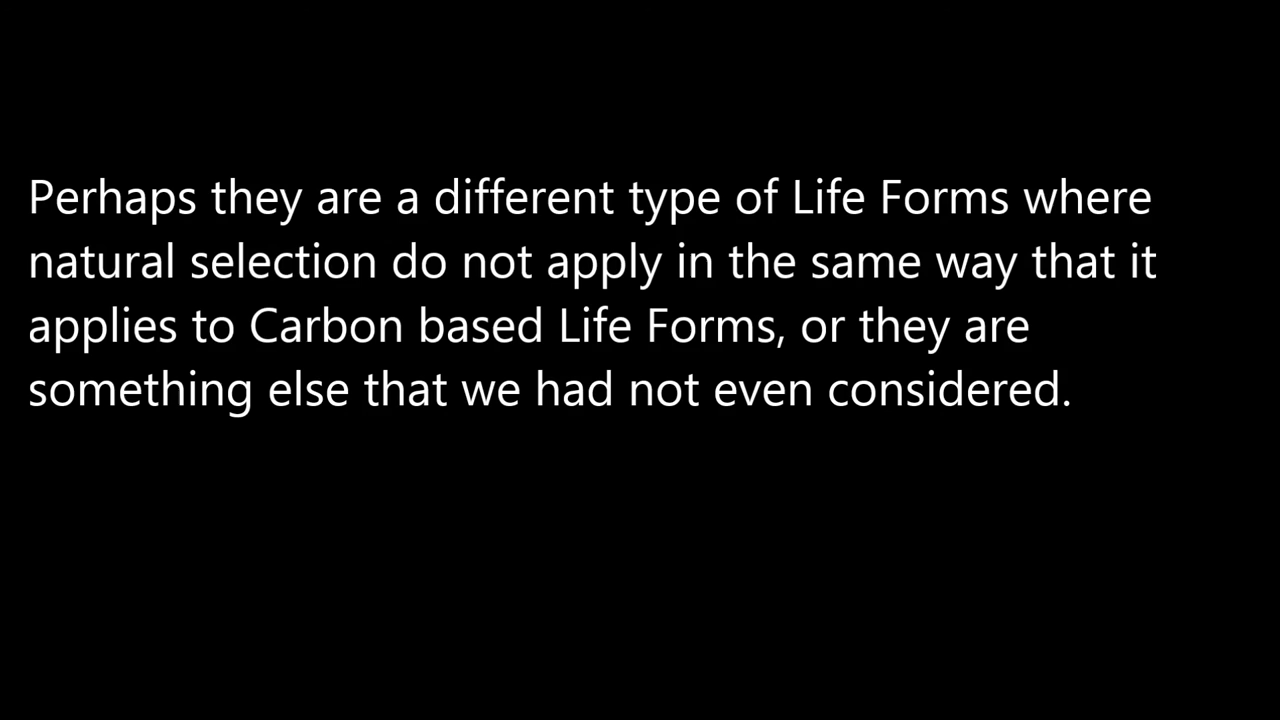 Perhaps they are a different type of Life Forms where
natural selection do not apply in the same way that it
applies to Carbon based Life Forms, or they are
something else that we had not even considered.